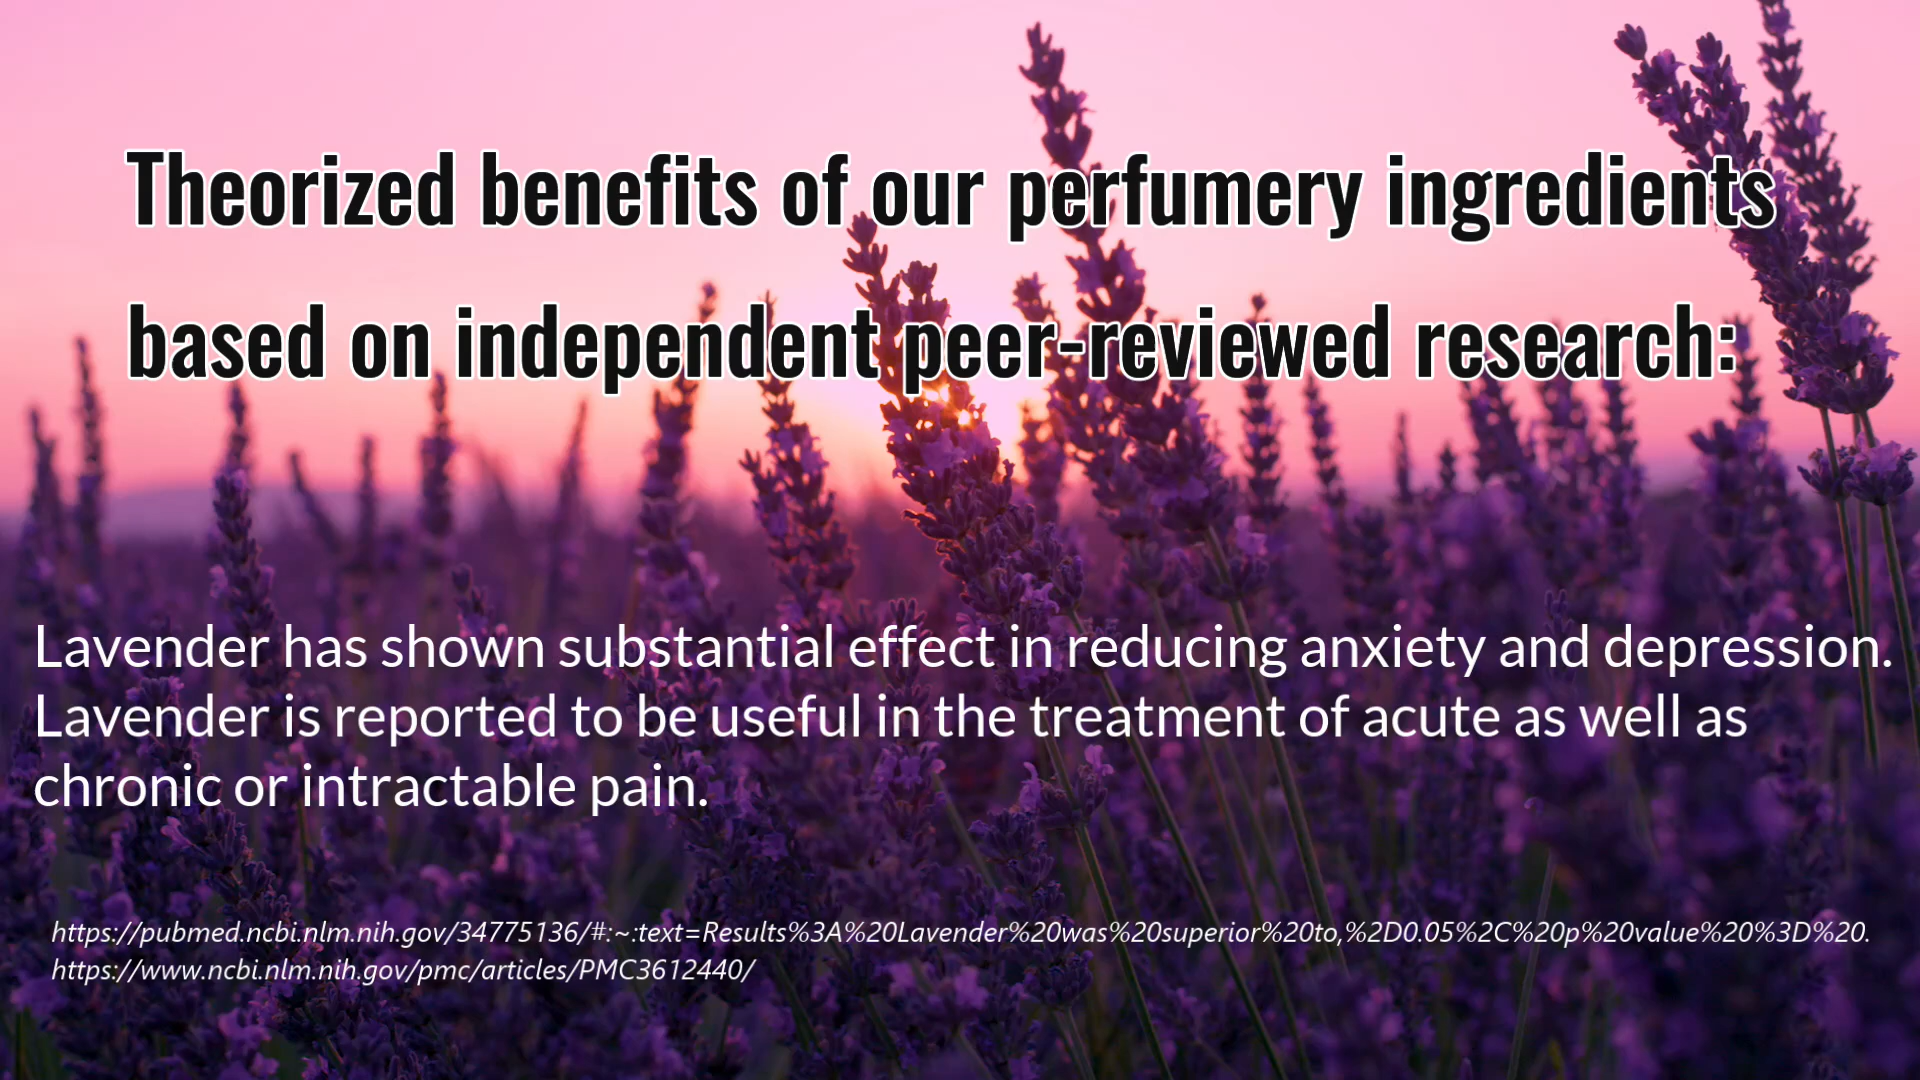 Theorized benefits of our perfumery ingredients
based on independent peer-reviewed research:
Lavender has shown substantial effect in reducing anxiety and depression.
Lavender is reported to be useful in the treatment of acute as well as
chronic or intractable pain.
https://pubmed.ncbi.nlm.nih.gov/34775136/#:~:text=Results%3A%20Lavender%20was%20superior%20to,%2D0.05%2C%20p%20value%20%3D%20.
https://www.ncbi.nlm.nih.gov/pmc/articles/PMC3612440/